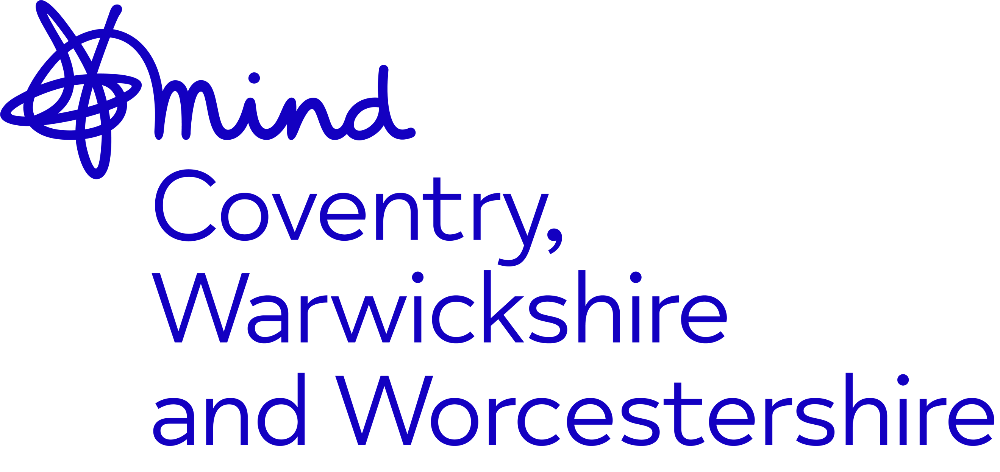 mind
Coventry,
Warwickshire
and Worcestershire